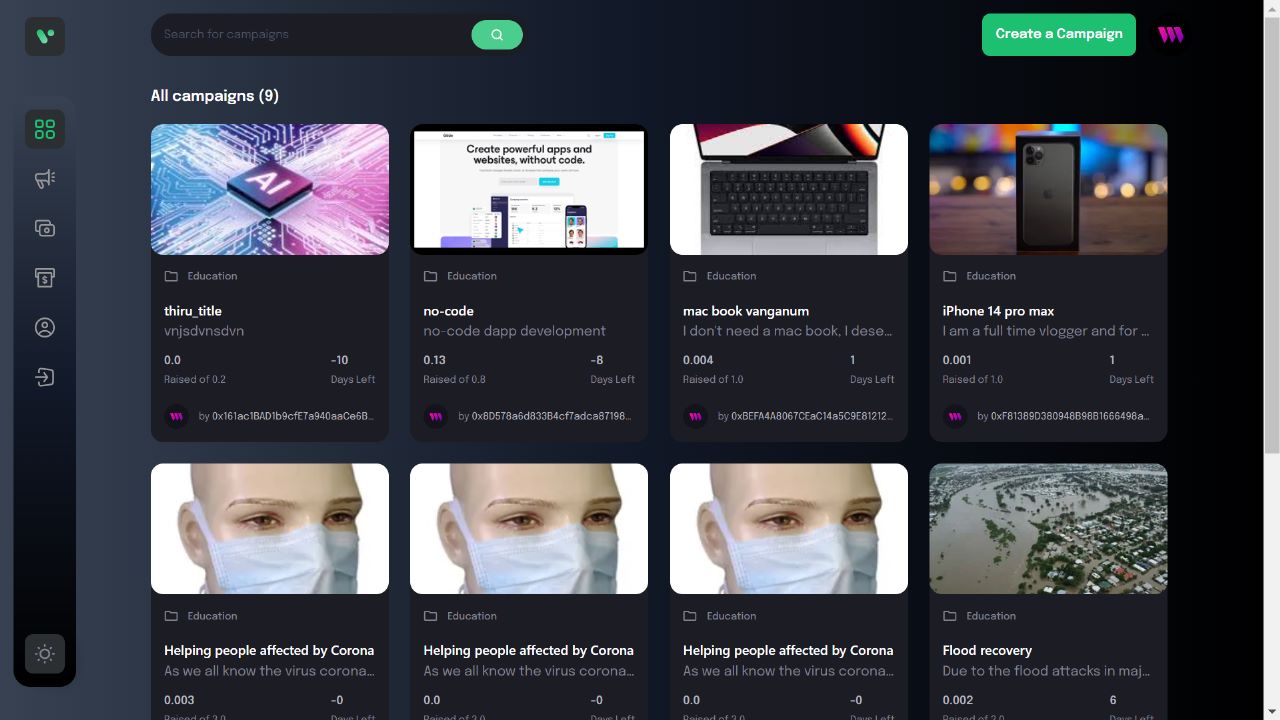 Search for campaigns
Create a Campaign
All campaigns (9)
AI
Create powerful apps and
websites, without code.
Education
thiru_title
vnjsdvnsdvn
0.0
-10
Raised of 0.2
Days Left
by 0x161ac1BAD1b9cfE7a940aaCe6B...
Education
no-code
no-code dapp development
0.13
-8
Raised of 0.8
Days Left
by 0x8D578a6d833B4cf7adca87198...
Education
mac book vanganum
I don't need a mac book, I dese...
0.004
1
Raised of 1.0
Days Left
by 0xBEFA4A8067CEaC14a5C9E81212...
Education
iPhone 14 pro max
I am a full time vlogger and for ...
0.001
1
Raised of 1.0
Days Left
by 0xF81389D380948B98B1666498a...
Education
Helping people affected by Corona
As we all know the virus corona...
0.003
-0
Raised of 3.0
Days Left
Education
Helping people affected by Corona
As we all know the virus corona...
0.0
-0
Raised of 3.0
Days Left
Education
Helping people affected by Corona
As we all know the virus corona...
0.0
-0
Raised of 3.0
Days Left
Education
Flood recovery
Due to the flood attacks in maj...
0.002
6
Days Left